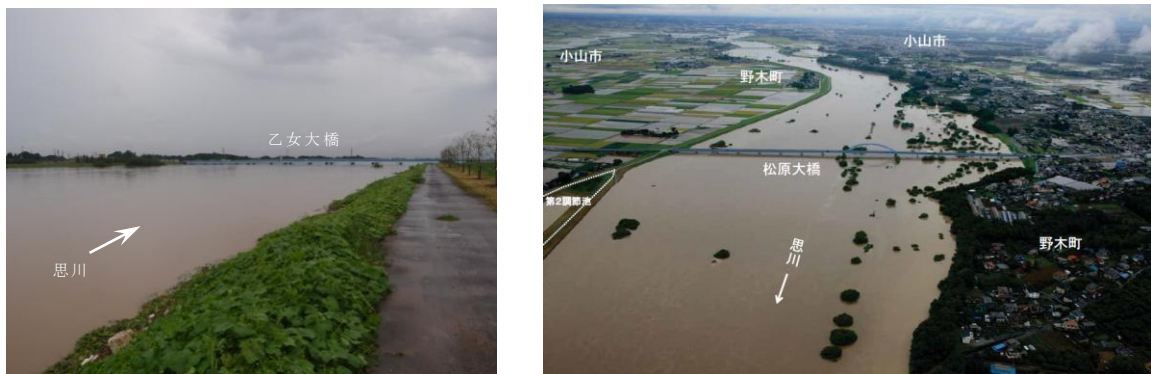 乙女大橋
思川
小山市
小山市
野木町
松原大橋
第2調節池
思川
野木町